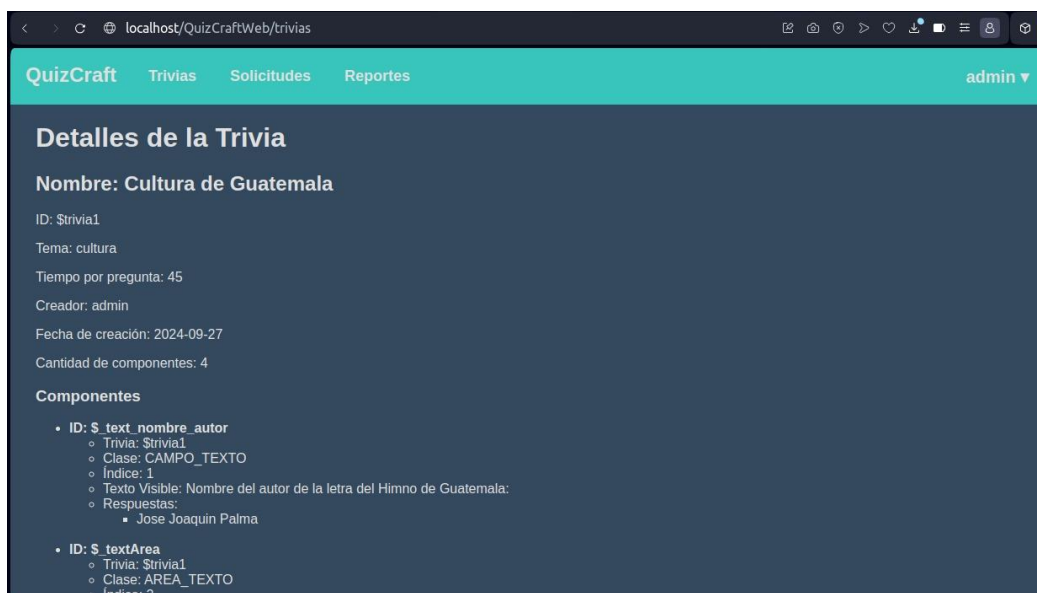 localhost/QuizCraftWeb/trivias
QuizCraft Trivias Solicitudes Reportes admin ▾
Detalles de la Trivia
Nombre: Cultura de Guatemala
ID: $trivia1
Tema: cultura
Tiempo por pregunta: 45
Creador: admin
Fecha de creación: 2024-09-27
Cantidad de componentes: 4
Componentes
ID: $_text_nombre_autor
Trivia: $trivia1
Clase: CAMPO_TEXTO
Índice: 1
Texto Visible: Nombre del autor de la letra del Himno de Guatemala:
Respuestas:
Jose Joaquin Palma
ID: $_textArea
Trivia: $trivia1
Clase: AREA_TEXTO